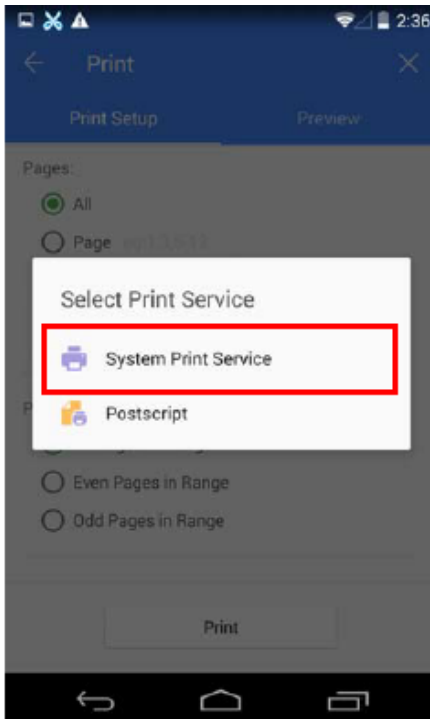 2:36
Print
Print Setup Preview
Pages:
All
Page
Select Print Service
System Print Service
Postscript
Even Pages in Range
Odd Pages in Range
Print